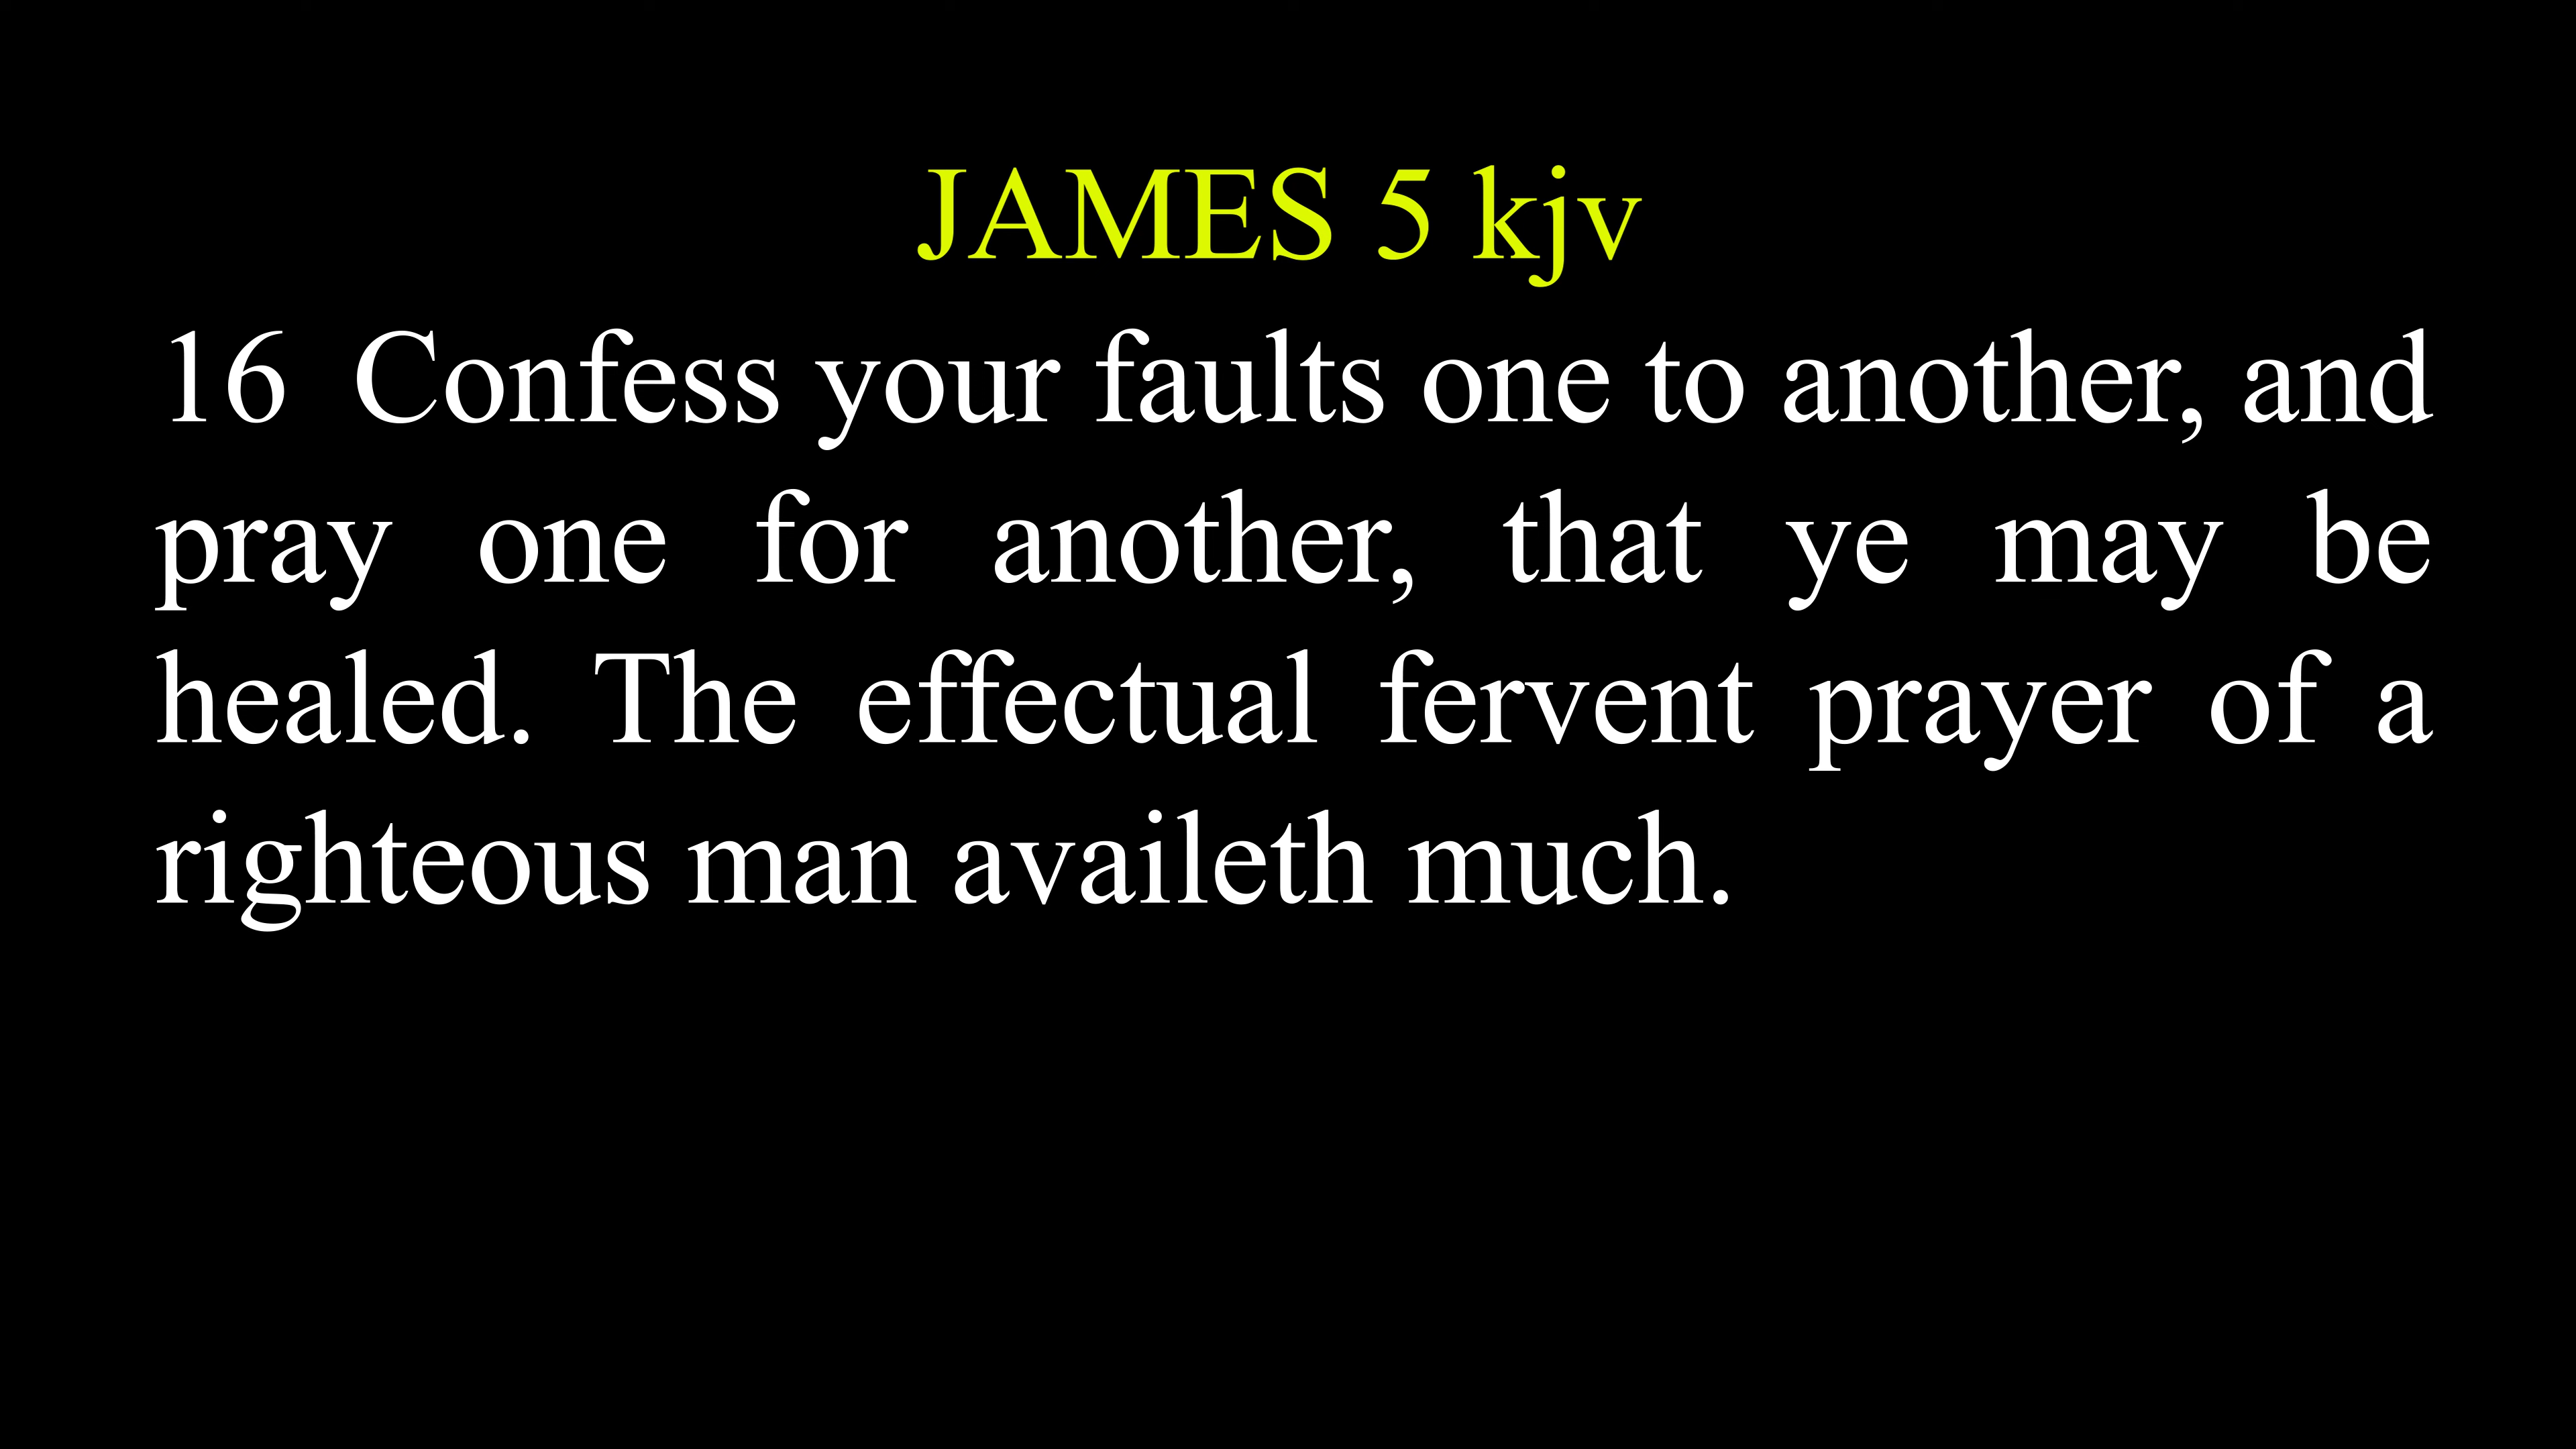 JAMES 5 kjv
16 Confess your faults one to another, and
pray one for another, that ye may be
healed. The effectual fervent prayer of a
righteous man availeth much.